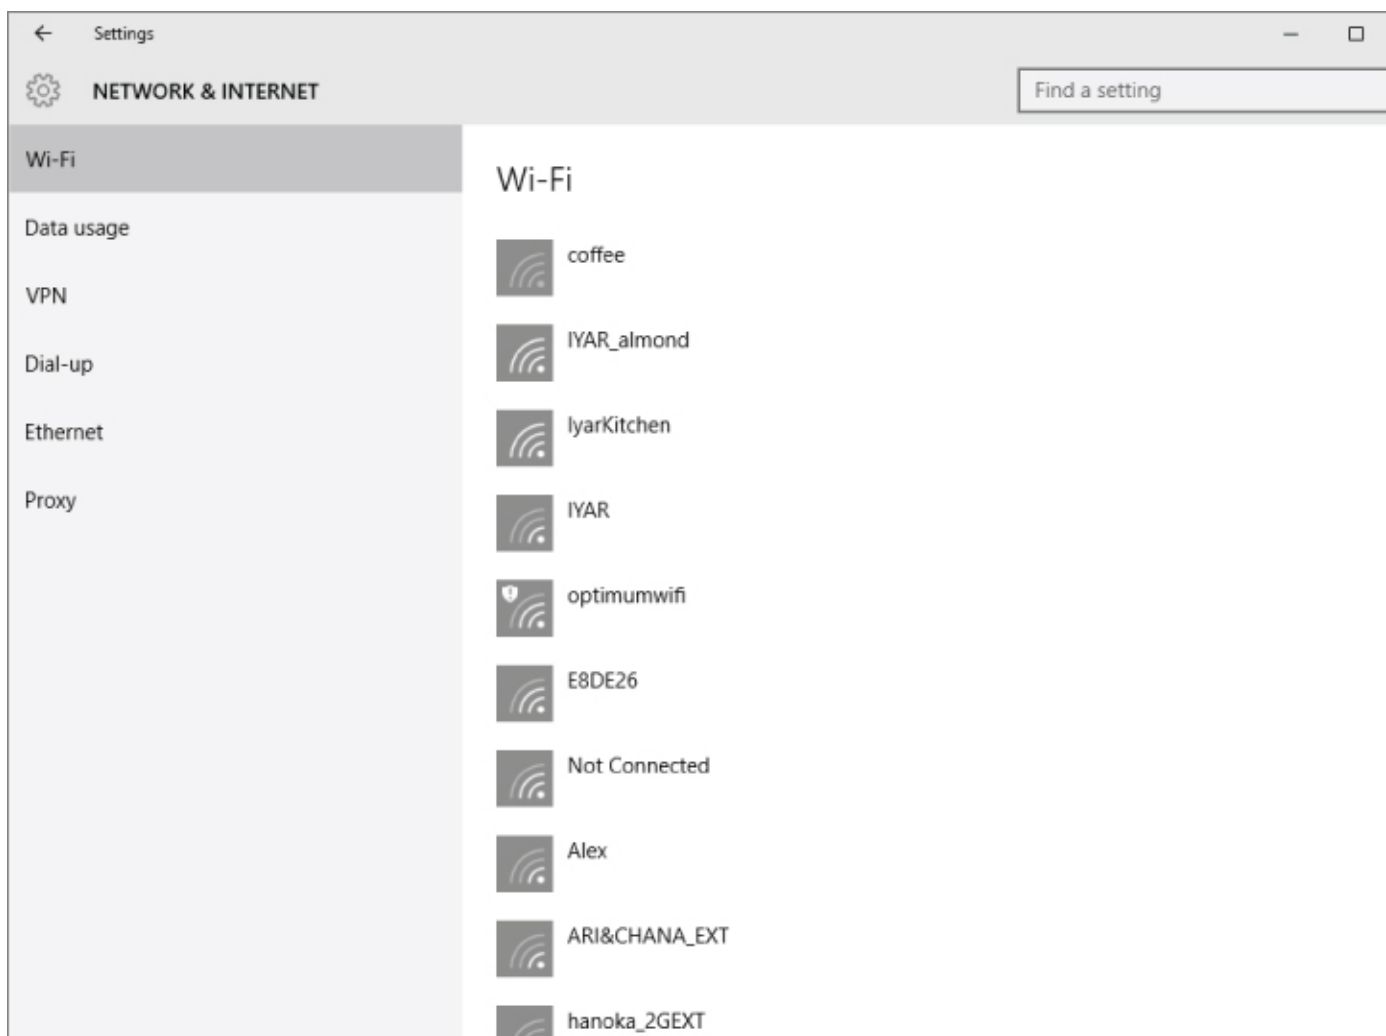 Settings
NETWORK & INTERNET
Find a setting
Wi-Fi
Data usage
VPN
Dial-up
Ethernet
Proxy
Wi-Fi
coffee
IYAR_almond
IyarKitchen
IYAR
optimumwifi
E8DE26
Not Connected
Alex
ARI&CHANA_EXT
hanoka_2GEXT